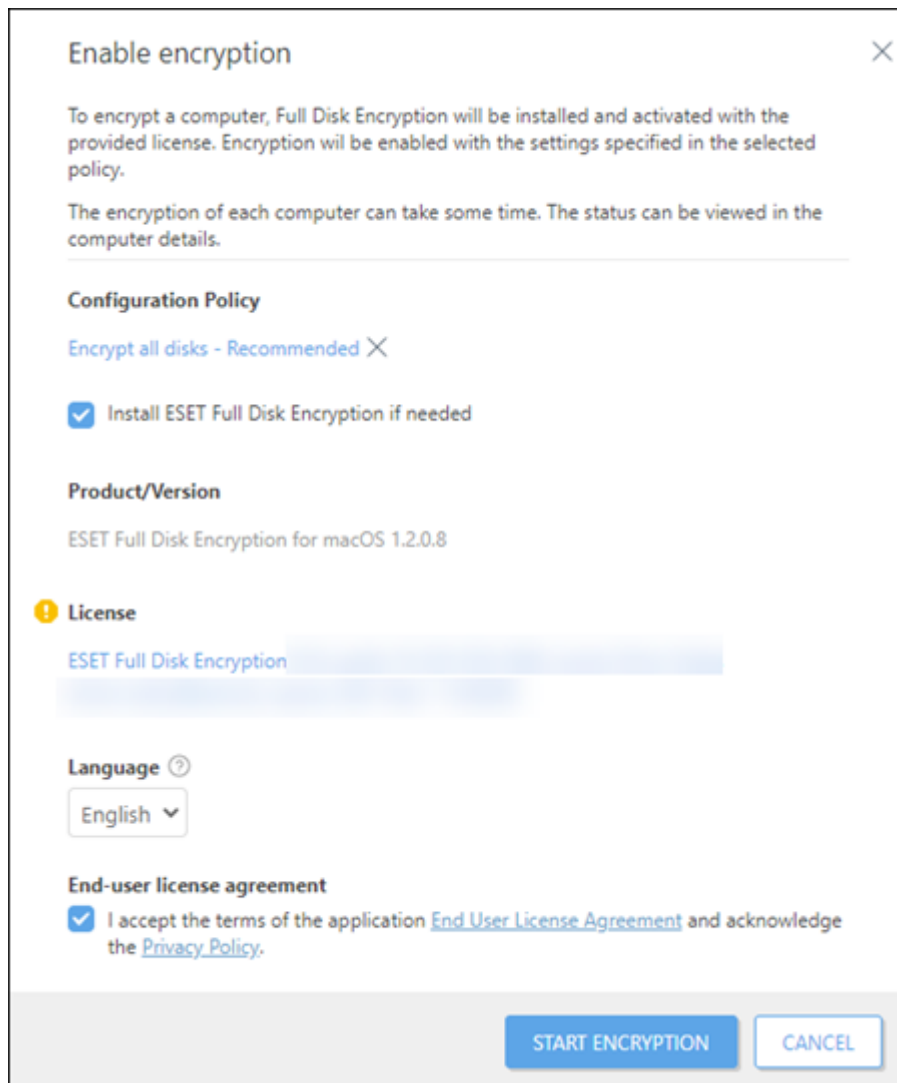 Enable encryption
To encrypt a computer, Full Disk Encryption will be installed and activated with the
provided license. Encryption wil be enabled with the settings specified in the selected
policy.
The encryption of each computer can take some time. The status can be viewed in the
computer details.
Configuration Policy
Encrypt all disks - Recommended
Install ESET Full Disk Encryption if needed
Product/Version
ESET Full Disk Encryption for macOS 1.2.0.8
License
ESET Full Disk Encryption
Language
English
End-user license agreement
I accept the terms of the application End User License Agreement and acknowledge
the Privacy Policy.
START ENCRYPTION CANCEL